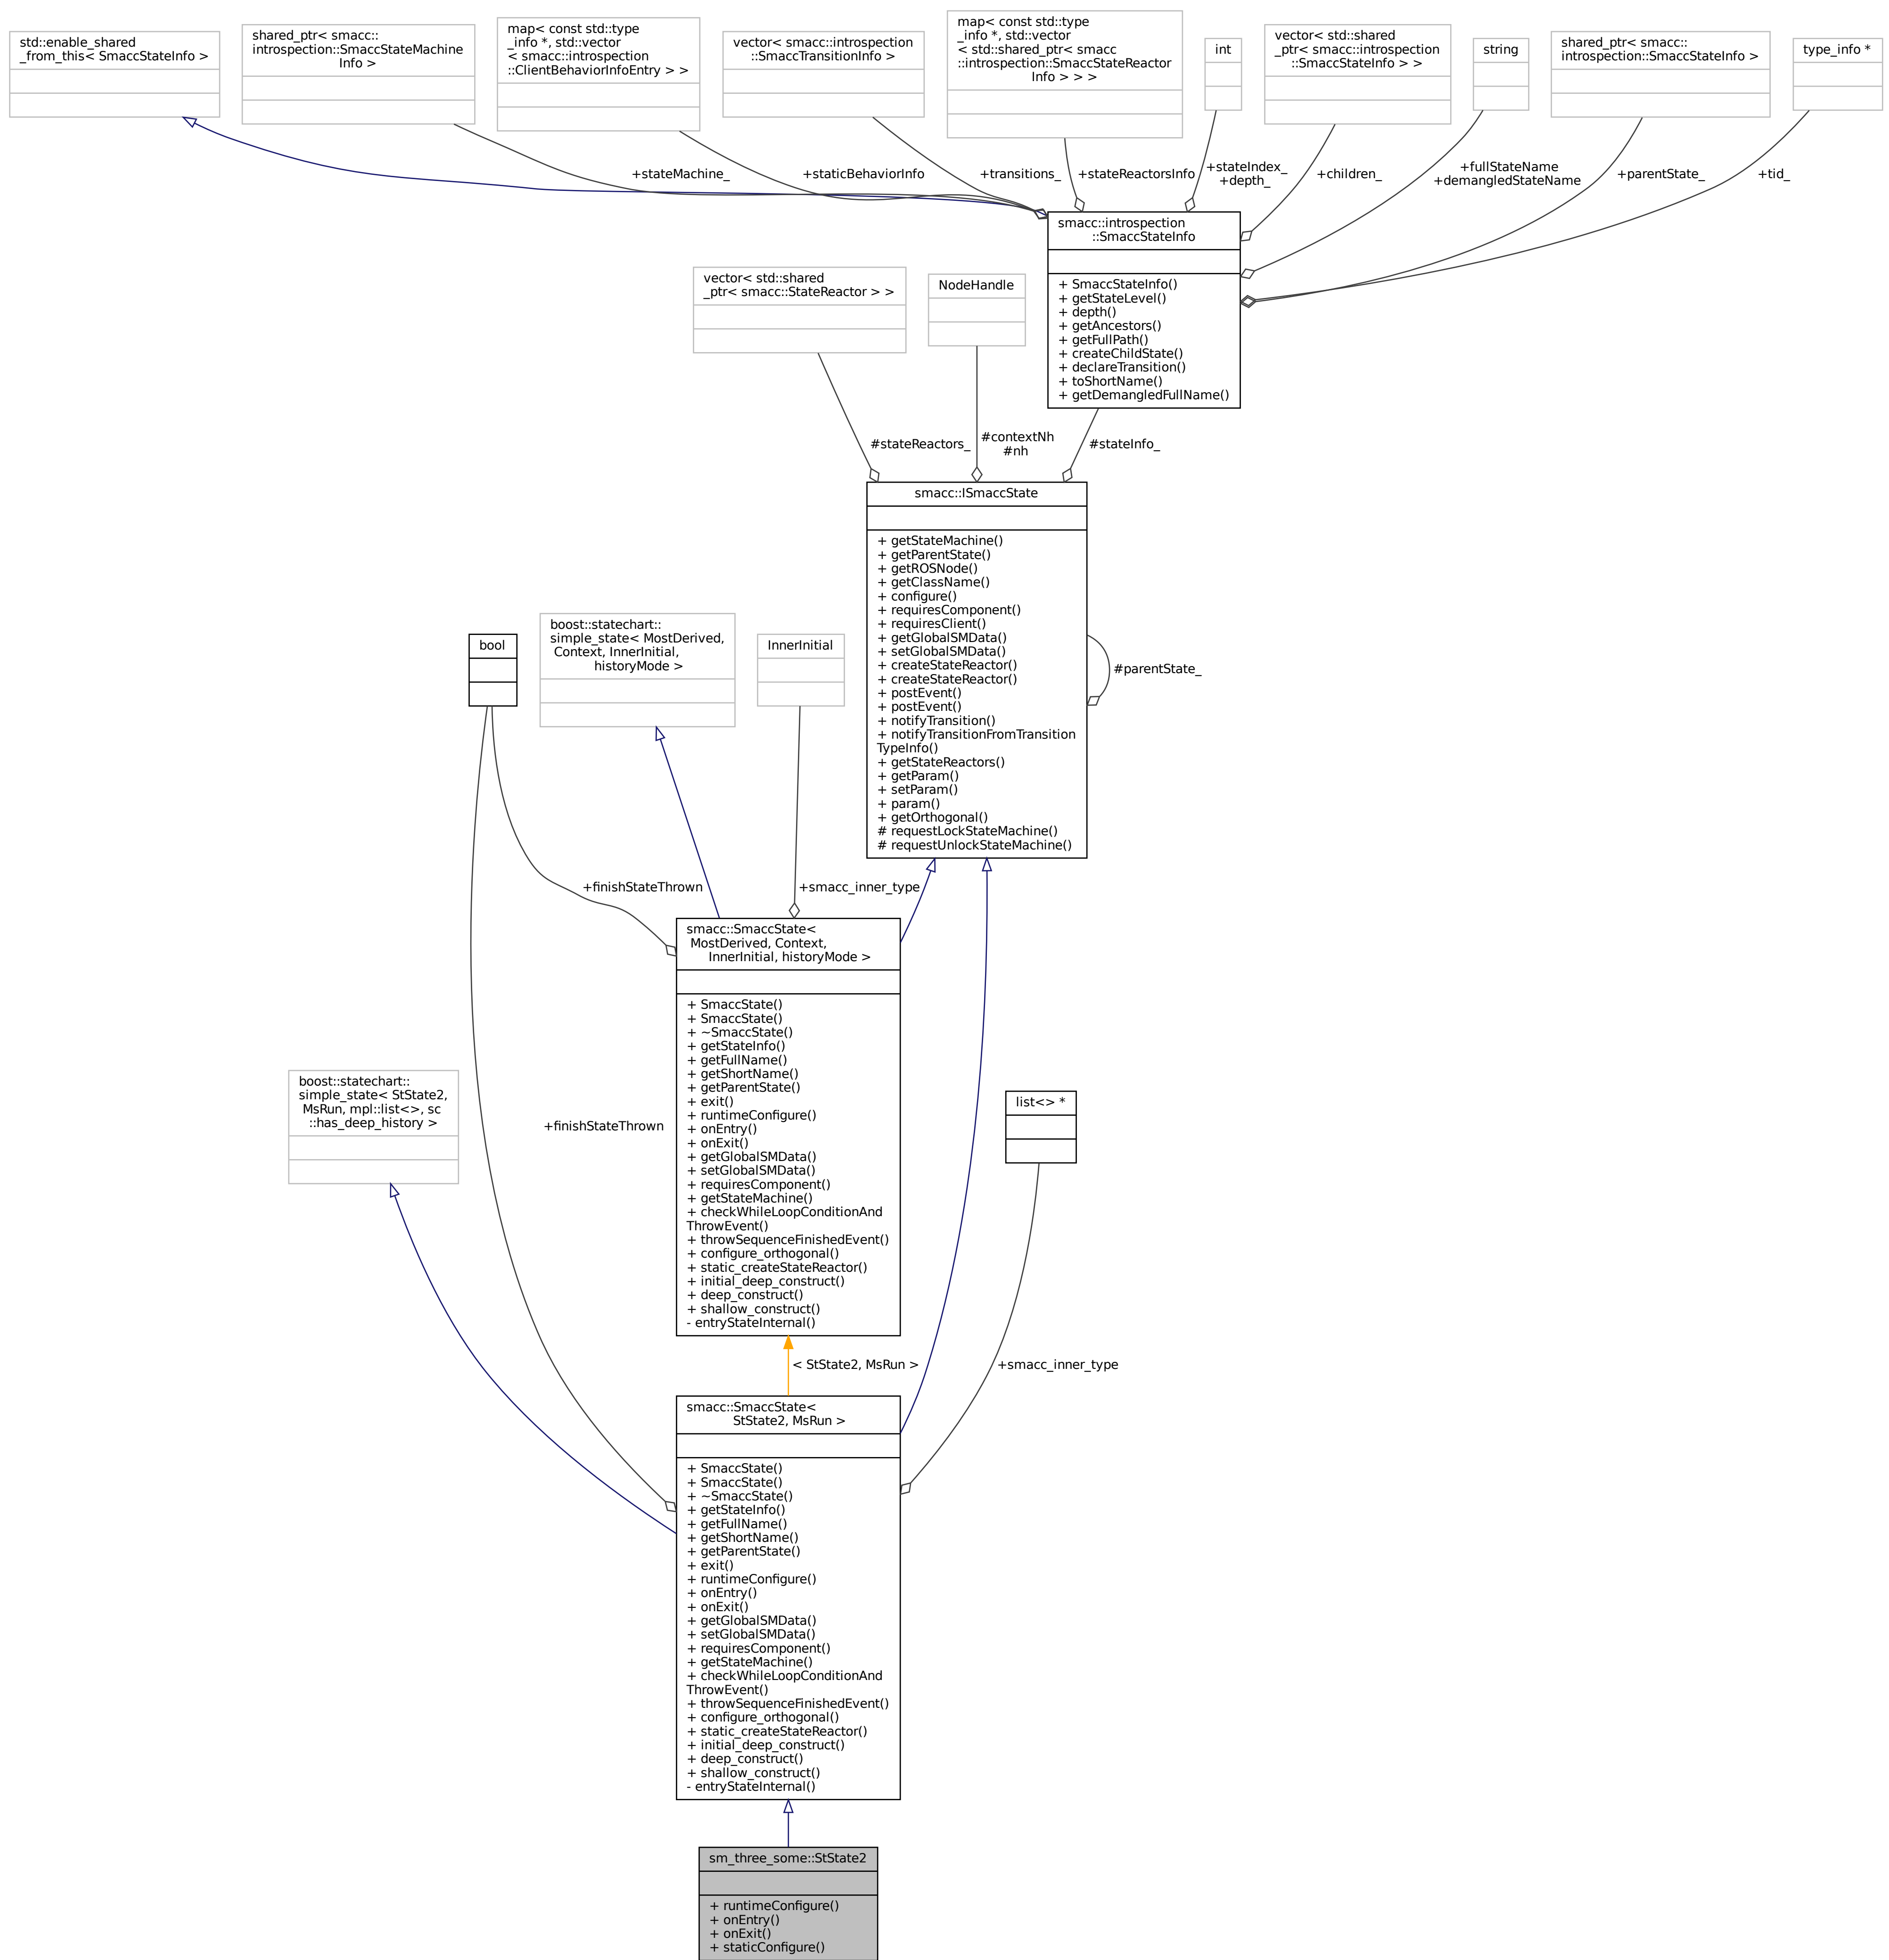 std::enable_shared
_from_this< SmaccStateInfo >
shared_ptr< smacc::
introspection::SmaccStateMachine
Info >
map< const std::type
_info *, std::vector
< smacc::introspection
::ClientBehaviorInfoEntry > >
vector< smacc::introspection
::SmaccTransitionInfo >
map< const std::type
_info *, std::vector
< std::shared_ptr< smacc
::introspection::SmaccStateReactor
Info > > >
int
vector< std::shared
_ptr< smacc::introspection
::SmaccStateInfo > >
string
shared_ptr< smacc::
introspection::SmaccStateInfo >
type_info *
+stateMachine_
+staticBehaviorInfo
+transitions_
+stateReactorsInfo
+stateIndex_
+depth_
+children_
+fullStateName
+demangledStateName
+parentState_
+tid_
smacc::introspection
::SmaccStateInfo
+ SmaccStateInfo()
+ getStateLevel()
+ depth()
+ getAncestors()
+ getFullPath()
+ createChildState()
+ declareTransition()
+ toShortName()
+ getDemangledFullName()
vector< std::shared
_ptr< smacc::StateReactor > >
NodeHandle
#stateReactors_
#contextNh
#nh
#stateInfo_
smacc::ISmaccState
+ getStateMachine()
+ getParentState()
+ getROSNode()
+ getClassName()
+ configure()
+ requiresComponent()
+ requiresClient()
+ getGlobalSMData()
+ setGlobalSMData()
+ createStateReactor()
+ createStateReactor()
+ postEvent()
+ postEvent()
+ notifyTransition()
+ notifyTransitionFromTransition
TypeInfo()
+ getStateReactors()
+ getParam()
+ setParam()
+ param()
+ getOrthogonal()
# requestLockStateMachine()
# requestUnlockStateMachine()
#parentState_
bool
boost::statechart::
simple_state< MostDerived,
Context, InnerInitial,
historyMode >
InnerInitial
+finishStateThrown
+smacc_inner_type
smacc::SmaccState<
MostDerived, Context,
InnerInitial, historyMode >
+ SmaccState()
+ SmaccState()
+ ~SmaccState()
+ getStateInfo()
+ getFullName()
+ getShortName()
+ getParentState()
+ exit()
+ runtimeConfigure()
+ onEntry()
+ onExit()
+ getGlobalSMData()
+ setGlobalSMData()
+ requiresComponent()
+ getStateMachine()
+ checkWhileLoopConditionAnd
ThrowEvent()
+ throwSequenceFinishedEvent()
+ configure_orthogonal()
+ static_createStateReactor()
+ initial_deep_construct()
+ deep_construct()
+ shallow_construct()
- entryStateInternal()
boost::statechart::
simple_state< StState2,
MsRun, mpl::list<>, sc
::has_deep_history >
+finishStateThrown
list<> *
< StState2, MsRun >
+smacc_inner_type
smacc::SmaccState<
StState2, MsRun >
+ SmaccState()
+ SmaccState()
+ ~SmaccState()
+ getStateInfo()
+ getFullName()
+ getShortName()
+ getParentState()
+ exit()
+ runtimeConfigure()
+ onEntry()
+ onExit()
+ getGlobalSMData()
+ setGlobalSMData()
+ requiresComponent()
+ getStateMachine()
+ checkWhileLoopConditionAnd
ThrowEvent()
+ throwSequenceFinishedEvent()
+ configure_orthogonal()
+ static_createStateReactor()
+ initial_deep_construct()
+ deep_construct()
+ shallow_construct()
- entryStateInternal()
sm_three_some::StState2
+ runtimeConfigure()
+ onEntry()
+ onExit()
+ staticConfigure()